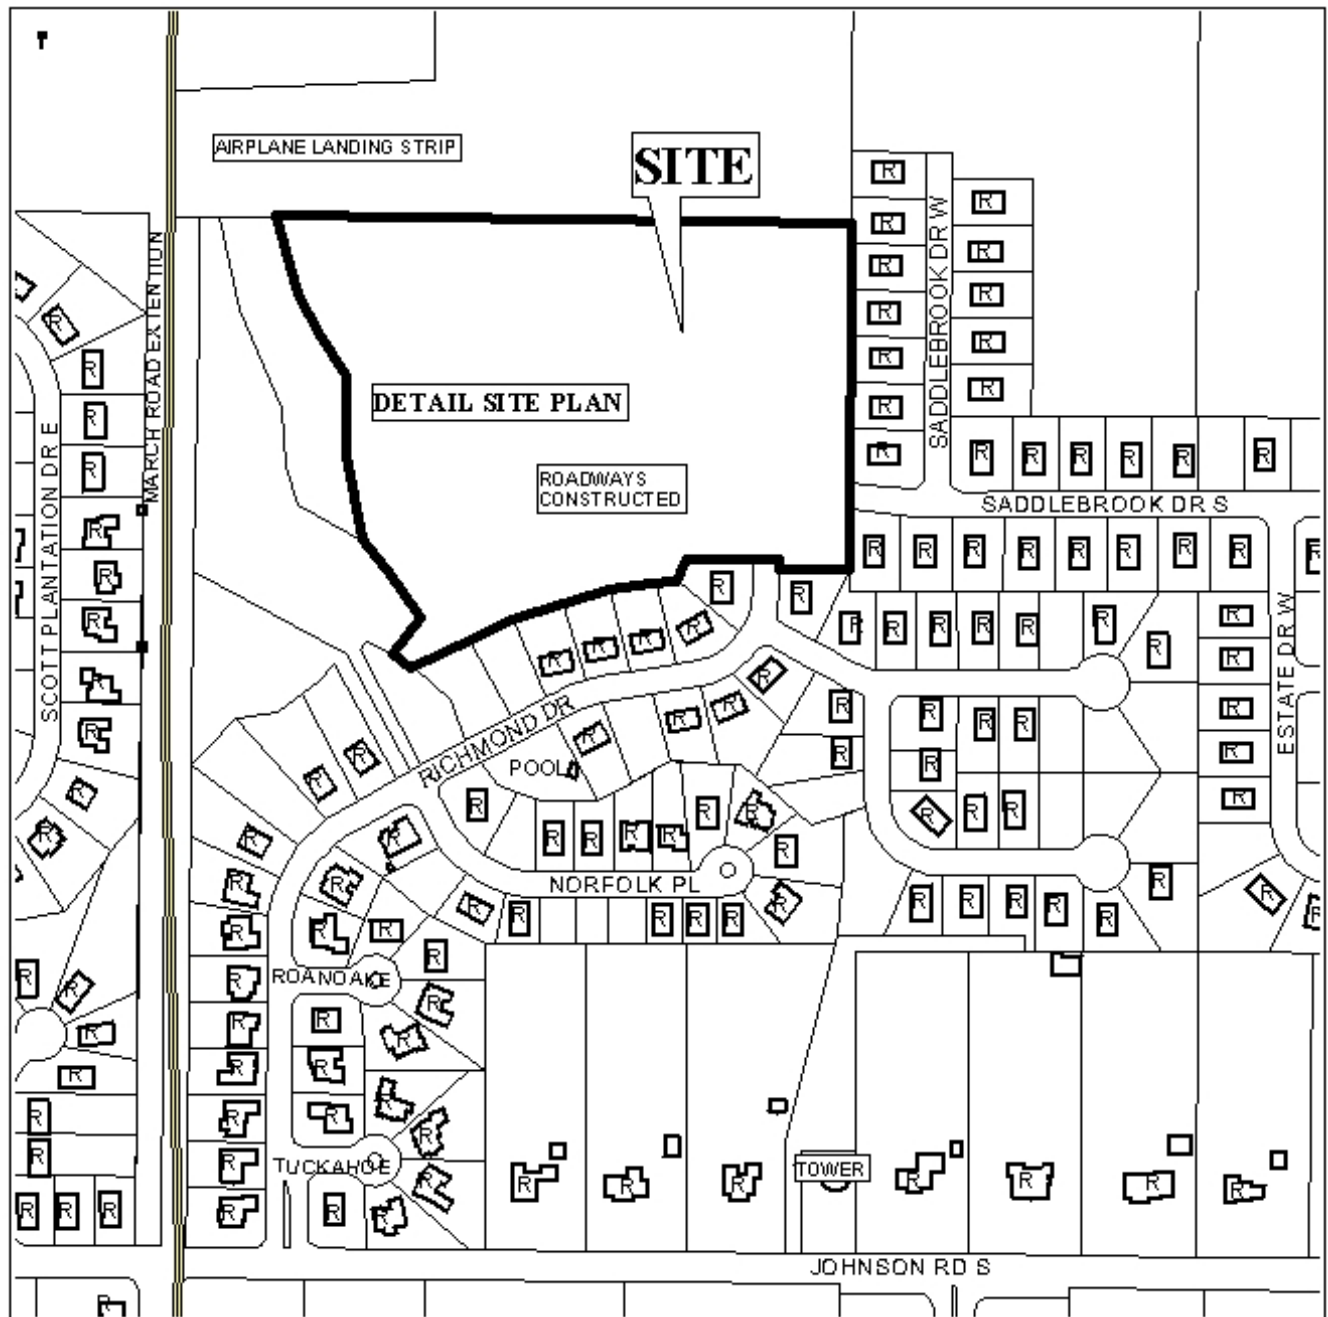 AIRPLANE LANDING STRIP
SITE
SADDLEBROOK DR W
MARCH ROAD EXTENTION
DETAIL SITE PLAN
ROADWAYS
CONSTRUCTED
SCOTT PLANTATION DR E
SADDLEBROOK DR S
ESTATE DR W
RICHMOND DR
POOL
NORFOLK PL
ROANOAKE
TUCKAHOE
TOWER
JOHNSON RD S